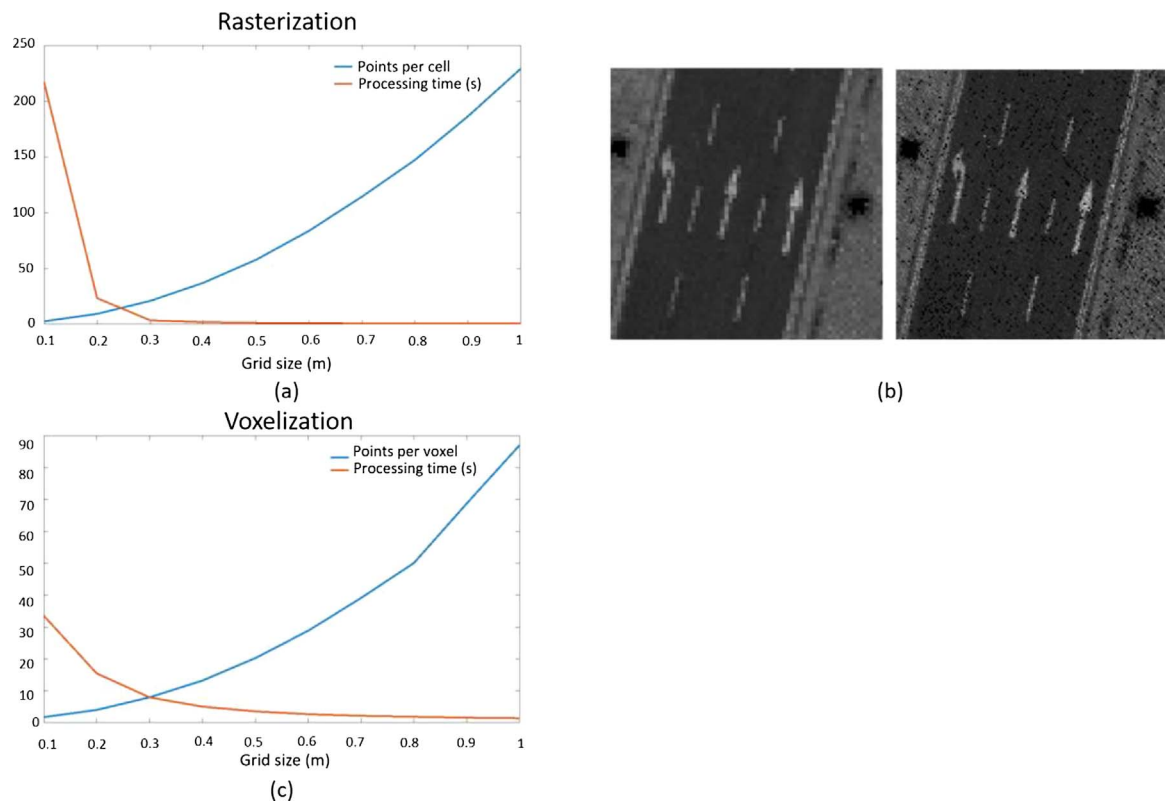 Rasterization
250
200
150
100
50
0
Points per cell
Processing time (s)
0.1 0.2 0.3 0.4 0.5 0.6 0.7 0.8 0.9 1
Grid size (m)
(a)
(b)
Voxelization
90
80
70
60
50
40
30
20
10
0
Points per voxel
Processing time (s)
0.1 0.2 0.3 0.4 0.5 0.6 0.7 0.8 0.9 1
Grid size (m)
(c)